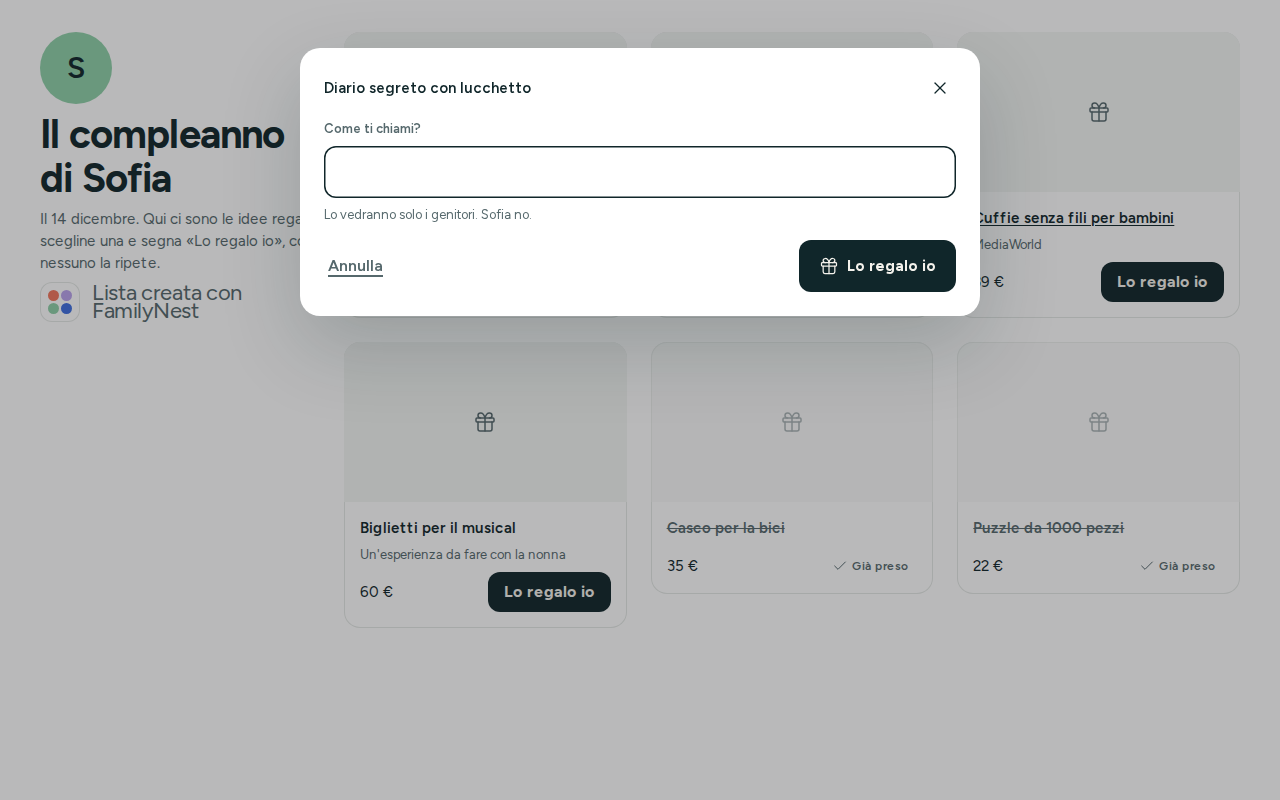 S
Il compleanno
di Sofia
Il 14 dicembre. Qui ci sono le idee
scegline una e segna «Lo regalo io»,
nessuno la ripete.
Lista creata con
FamilyNest
Diario segreto con lucchetto
Come ti chiami?
Lo vedranno solo i genitori. Sofia no.
Annulla
Lo regalo io
Cuffie senza fili per bambini
MediaWorld
€
Lo regalo io
Biglietti per il musical
Un'esperienza da fare con la nonna
60 €
Lo regalo io
Casco per la bici
35 €
Già preso
Puzzle da 1000 pezzi
22 €
Già preso